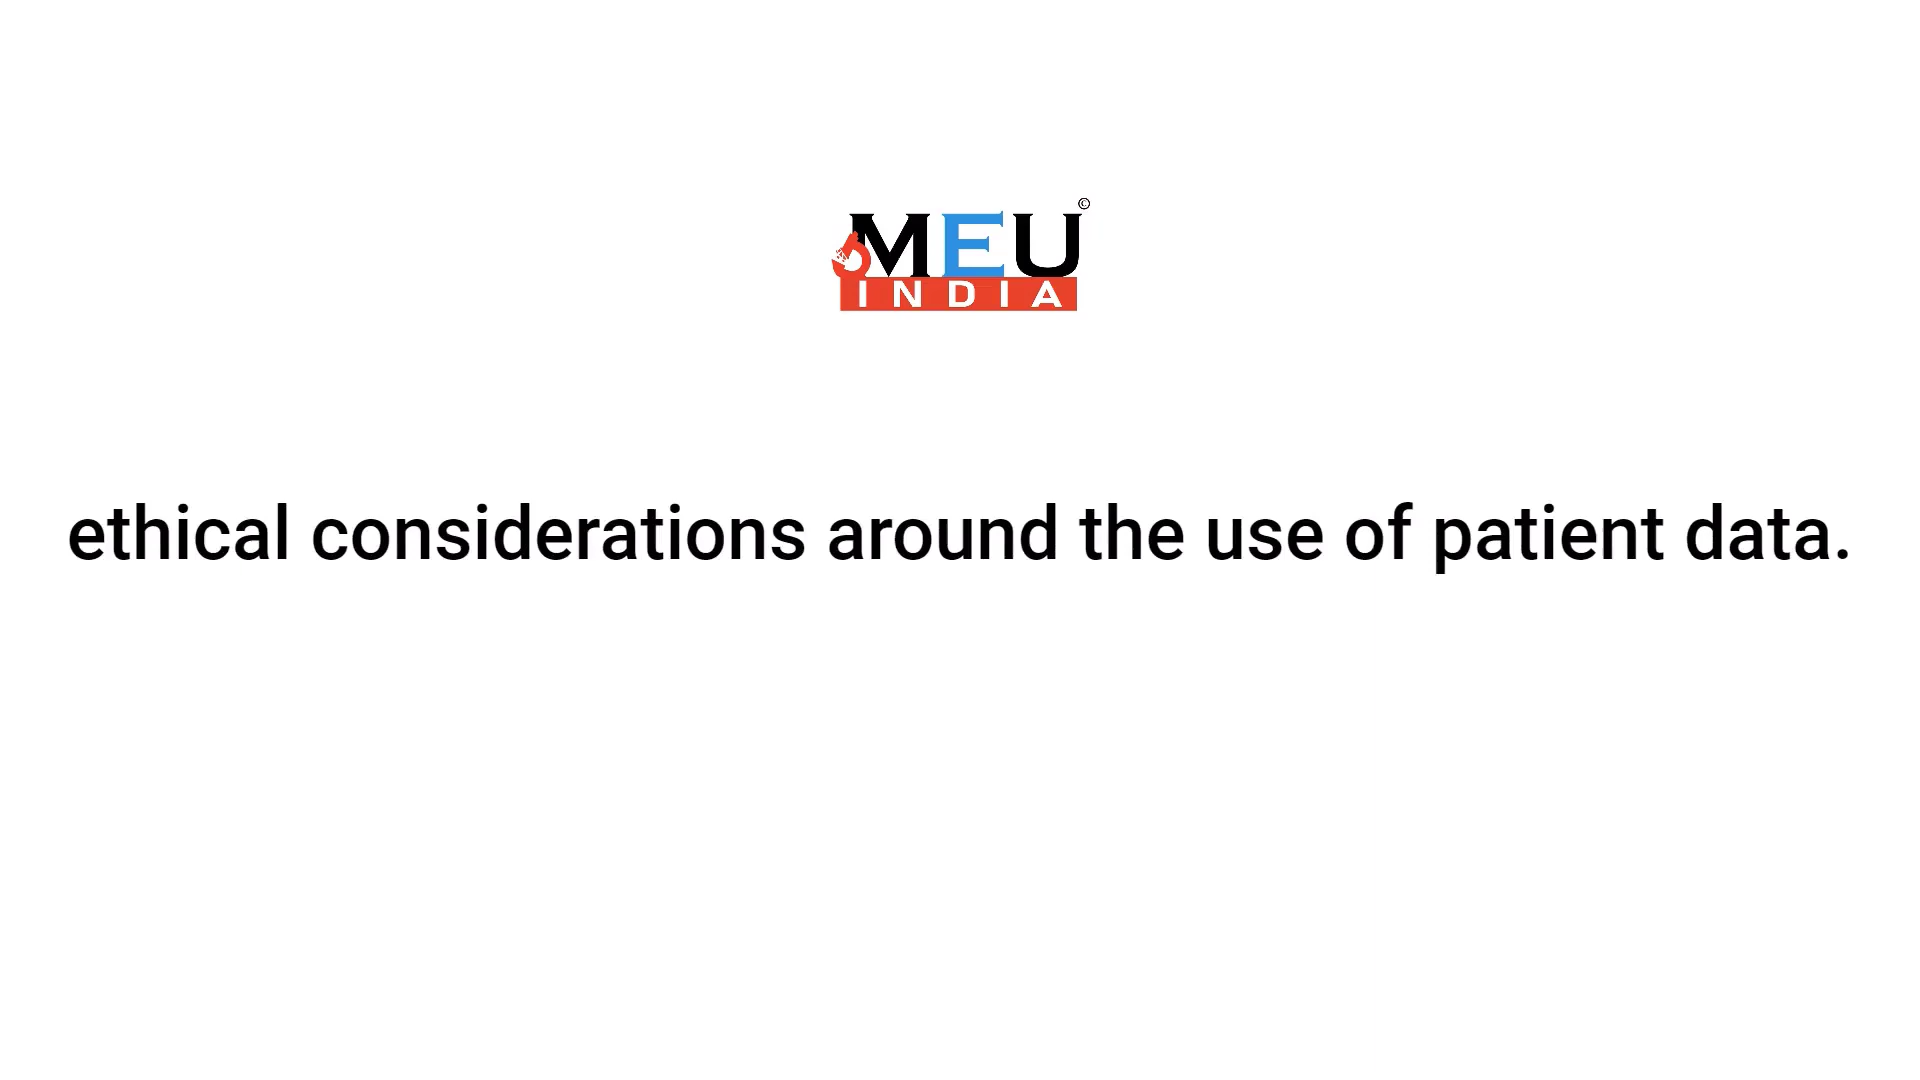 MEU©
INDIA
ethical considerations around the use of patient data.